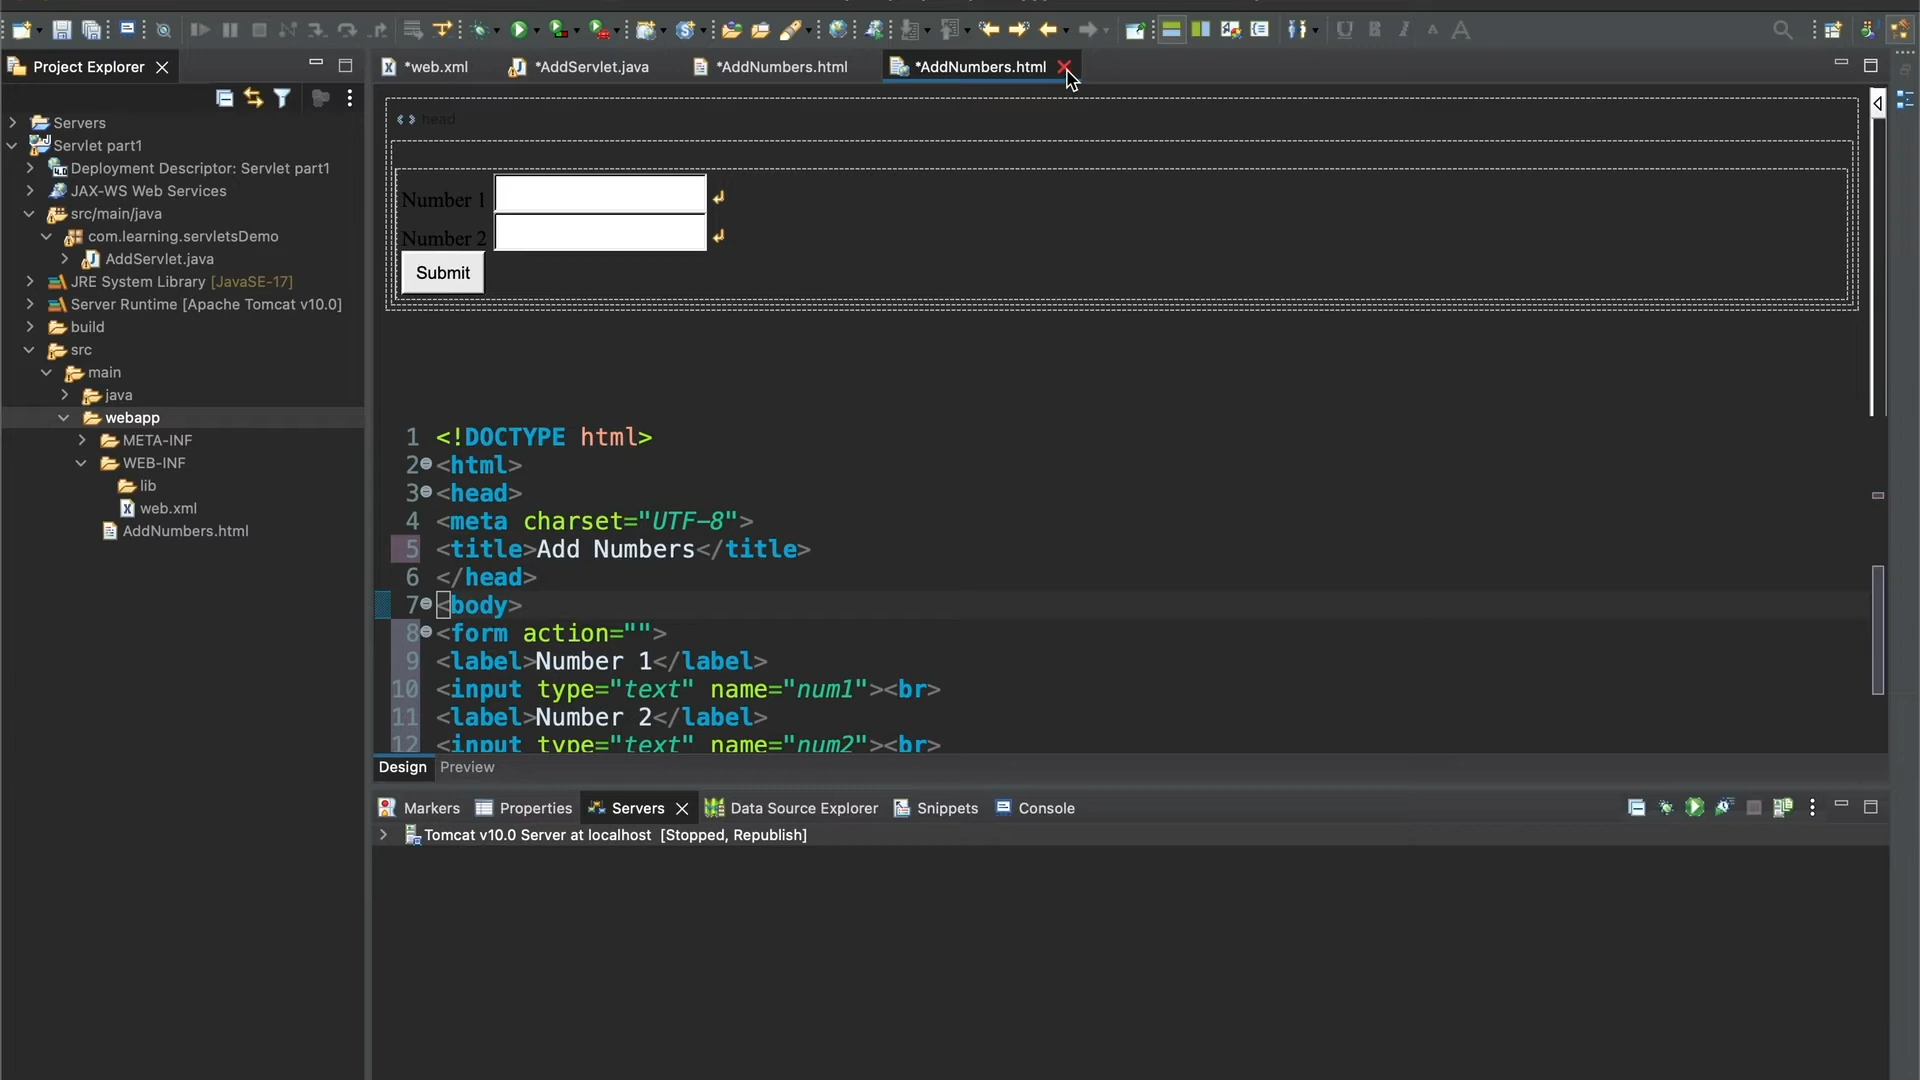 Project Explorer
*web.xml
*AddServlet.java
*AddNumbers.html
*AddNumbers.html
Servers
Servlet part1
Deployment Descriptor: Servlet part1
JAX-WS Web Services
src/main/java
com.learning.servletsDemo
AddServlet.java
JRE System Library [JavaSE-17]
Server Runtime [Apache Tomcat v10.0]
build
src
main
java
webapp
META-INF
WEB-INF
lib
web.xml
AddNumbers.html
head
Number 1
Number 2
Submit
1 <!DOCTYPE html>
2 <html>
3 <head>
4 <meta charset="UTF-8">
5 <title>Add Numbers</title>
6 </head>
7 <body>
8 <form action="">
9 <label>Number 1</label>
10 <input type="text" name="num1"><br>
11 <label>Number 2</label>
12 <input type="text" name="num2"><br>
Design Preview
Markers Properties Servers Data Source Explorer Snippets Console
Tomcat v10.0 Server at localhost [Stopped, Republish]